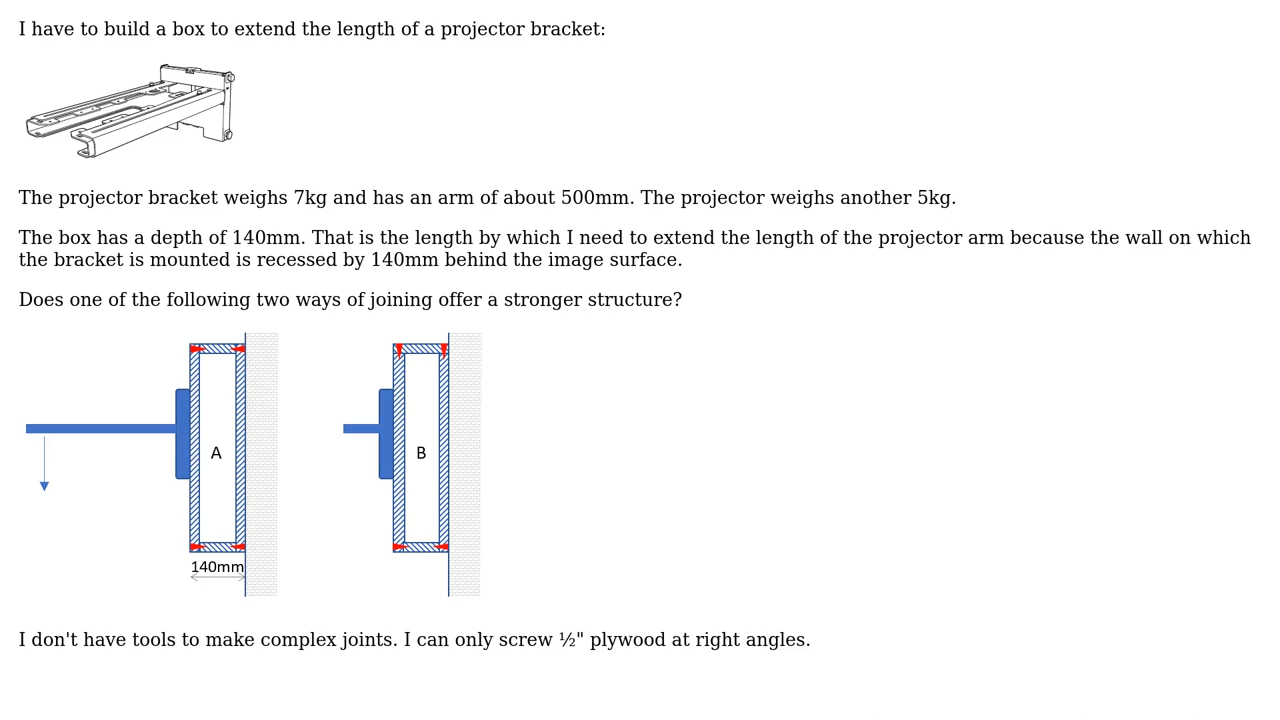 I have to build a box to extend the length of a projector bracket:
The projector bracket weighs 7kg and has an arm of about 500mm. The projector weighs another 5kg.
The box has a depth of 140mm. That is the length by which I need to extend the length of the projector arm because the wall on which
the bracket is mounted is recessed by 140mm behind the image surface.
Does one of the following two ways of joining offer a stronger structure?
A
B
140mm
I don't have tools to make complex joints. I can only screw ½" plywood at right angles.